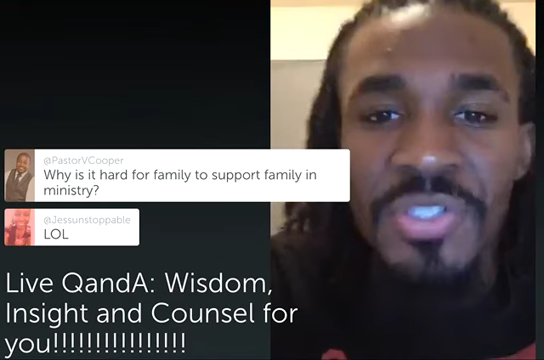 @PastorVCooper
Why is it hard for family to support family in
ministry?
@Jessunstoppable
LOL
Live QandA: Wisdom,
Insight and Counsel for
you!!!!!!!!!!!!!!!!